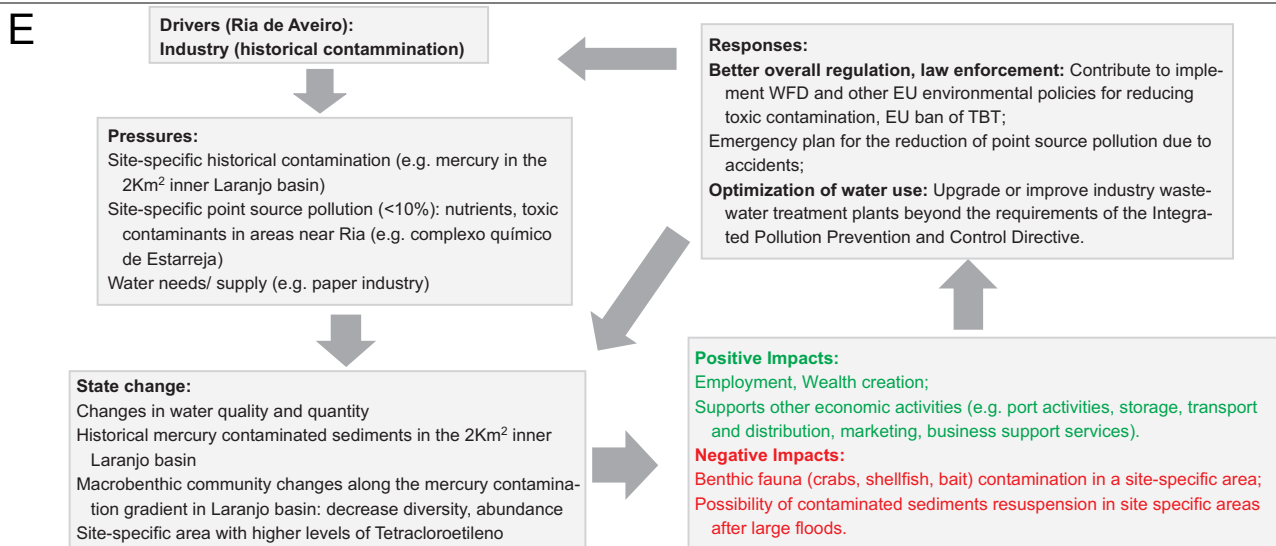 E
Drivers (Ria de Aveiro):
Industry (historical contammination)
Pressures:
Site-specific historical contamination (e.g. mercury in the
2Km² inner Laranjo basin)
Site-specific point source pollution (<10%): nutrients, toxic
contaminants in areas near Ria (e.g. complexo químico
de Estarreja)
Water needs/ supply (e.g. paper industry)
State change:
Changes in water quality and quantity
Historical mercury contaminated sediments in the 2Km² inner
Laranjo basin
Macrobenthic community changes along the mercury contamina-
tion gradient in Laranjo basin: decrease diversity, abundance
Site-specific area with higher levels of Tetracloroetileno
Responses:
Better overall regulation, law enforcement: Contribute to imple-
ment WFD and other EU environmental policies for reducing
toxic contamination, EU ban of TBT;
Emergency plan for the reduction of point source pollution due to
accidents;
Optimization of water use: Upgrade or improve industry waste-
water treatment plants beyond the requirements of the Integra-
ted Pollution Prevention and Control Directive.
Positive Impacts:
Employment, Wealth creation;
Supports other economic activities (e.g. port activities, storage, transport
and distribution, marketing, business support services).
Negative Impacts:
Benthic fauna (crabs, shellfish, bait) contamination in a site-specific area;
Possibility of contaminated sediments resuspension in site specific areas
after large floods.